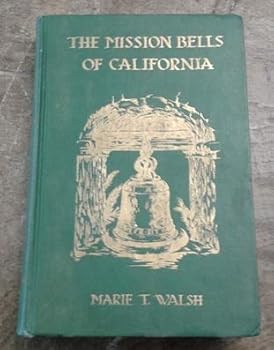 THE MISSION BELLS
OF CALIFORNIA
MARIE T. WALSH